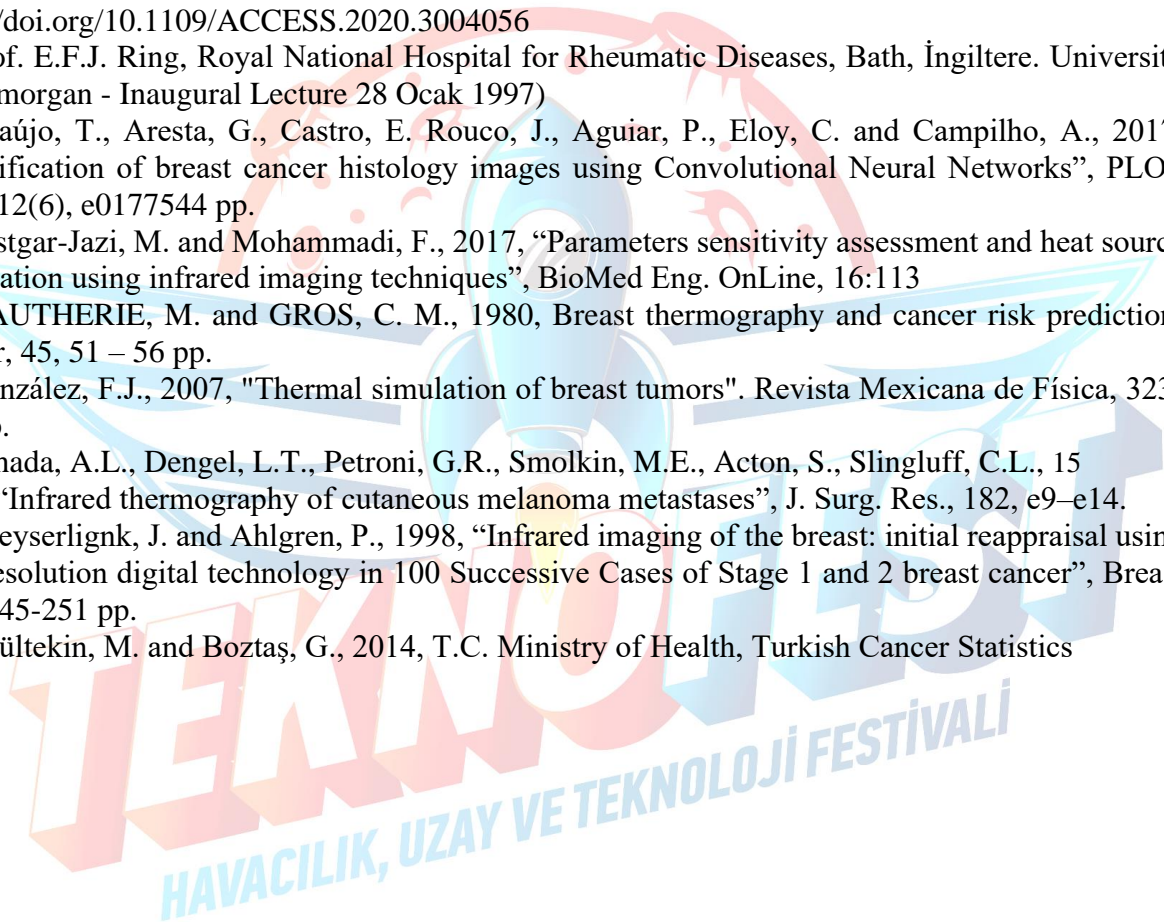 /doi.org/10.1109/ACCESS.2020.3004056
of. E.F.J. Ring, Royal National Hospital for Rheumatic Diseases, Bath, İngiltere. Universit
morgan - Inaugural Lecture 28 Ocak 1997)
aújo, T., Aresta, G., Castro, E. Rouco, J., Aguiar, P., Eloy, C. and Campilho, A., 2017
ification of breast cancer histology images using Convolutional Neural Networks”, PLO
12(6), e0177544 pp.
stgar-Jazi, M. and Mohammadi, F., 2017, “Parameters sensitivity assessment and heat sourc
ation using infrared imaging techniques”, BioMed Eng. OnLine, 16:113
AUTHERIE, M. and GROS, C. M., 1980, Breast thermography and cancer risk prediction
r, 45, 51 – 56 pp.
nzález, F.J., 2007, "Thermal simulation of breast tumors". Revista Mexicana de Física, 323
.
nada, A.L., Dengel, L.T., Petroni, G.R., Smolkin, M.E., Acton, S., Slingluff, C.L., 15
“Infrared thermography of cutaneous melanoma metastases”, J. Surg. Res., 182, e9–e14.
eyserlignk, J. and Ahlgren, P., 1998, “Infrared imaging of the breast: initial reappraisal usin
esolution digital technology in 100 Successive Cases of Stage 1 and 2 breast cancer”, Brea
45-251 pp.
ültekin, M. and Boztaş, G., 2014, T.C. Ministry of Health, Turkish Cancer Statistics
TEKNOFEST
HAVACILIK, UZAY VE TEKNOLOJİ FESTİVALİ